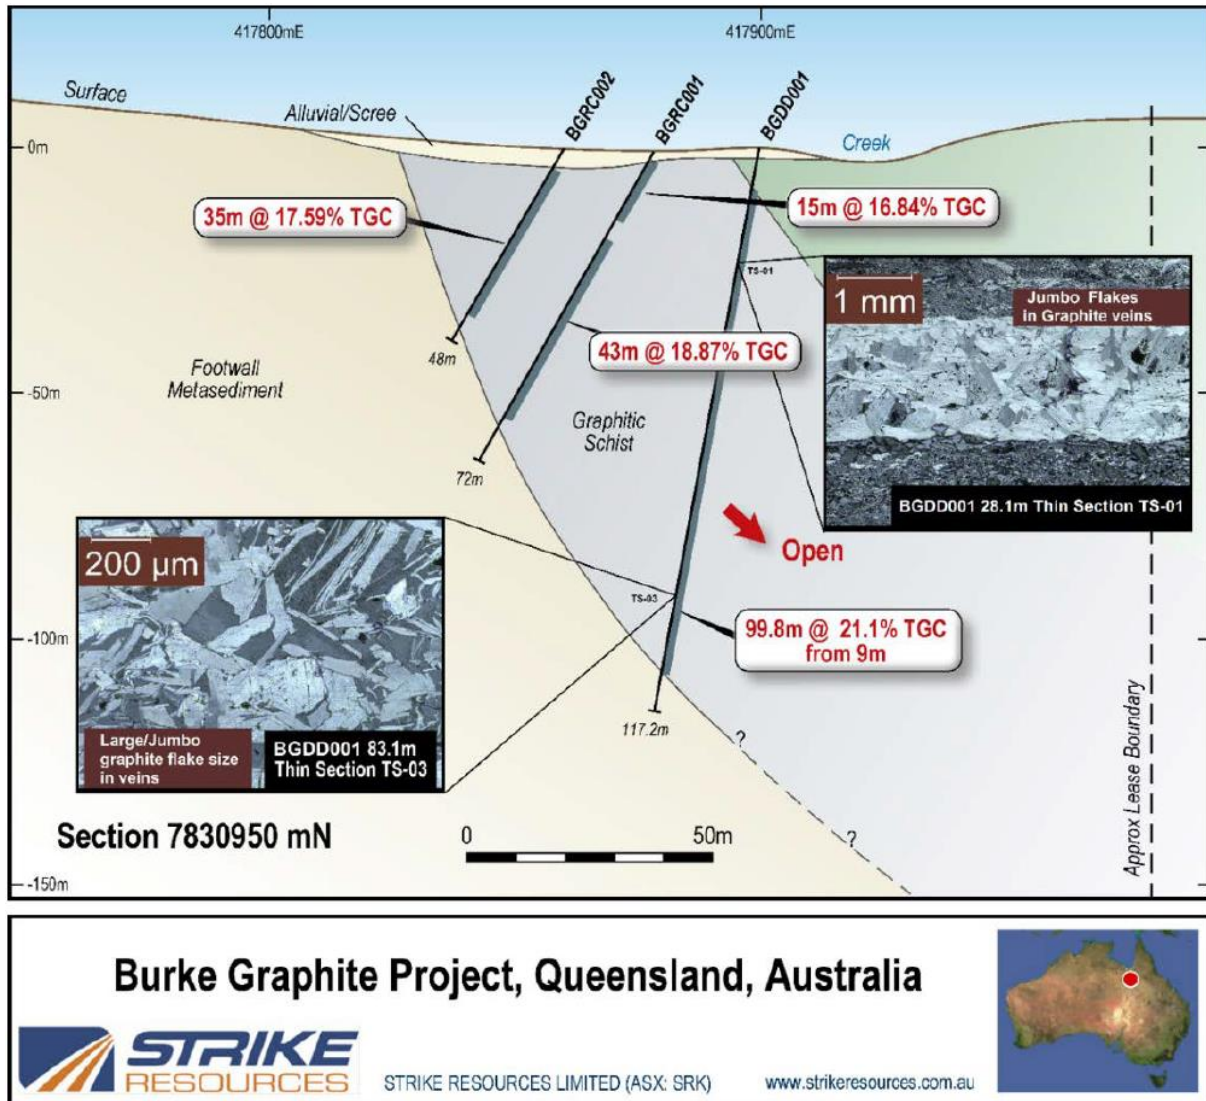 417800mE
417900mE
Surface
Alluvial/Scree
BGRC002
BGRC001
BGDD001
Creek
0m
35m @ 17.59% TGC
15m @ 16.84% TGC
TS-01
1 mm
Jumbo Flakes
in Graphite veins
BGDD001 28.1m Thin Section TS-01
48m
43m @ 18.87% TGC
Footwall
Metasediment
-50m
Graphitic
Schist
72m
Open
200 µm
Large/Jumbo
graphite flake size
in veins
BGDD001 83.1m
Thin Section TS-03
TS-03
99.8m @ 21.1% TGC
from 9m
-100m
117.2m
?
?
Approx Lease Boundary
Section 7830950 mN
0
50m
-150m
Burke Graphite Project, Queensland, Australia
STRIKE
RESOURCES
STRIKE RESOURCES LIMITED (ASX: SRK)
www.strikeresources.com.au